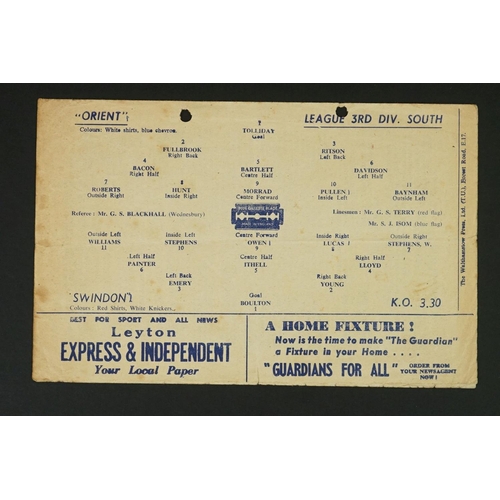 "ORIENT"
LEAGUE 3RD DIV. SOUTH
Colours: White shirts, blue chevron.
TOLLIDAY
Goal
2
FULLBROOK
Right Back
3
RITSON
Left Back
4
BACON
Right Half
5
BARTLETT
Centre Half
6
DAVIDSON
Left Half
7
ROBERTS
Outside Right
8
HUNT
Inside Right
9
MORRAD
Centre Forward
10
PULLEN
Inside Left
11
BAYNHAM
Outside Left
Referee: Mr. G. S. BLACKHALL (Wednesbury)
Linesmen: Mr. G. S. TERRY (red flag)
Mr. S. J. ISOM (blue flag)
Outside Left
WILLIAMS
11
Inside Left
STEPHENS
10
Centre Forward
OWEN
9
Inside Right
LUCAS
8
Outside Right
STEPHENS, W.
7
Left Half
PAINTER
6
Centre Half
ITHELL
5
Right Half
LLOYD
4
Left Back
EMERY
3
Right Back
YOUNG
2
"SWINDON"
Colours: Red Shirts, White Knickers,
Goal
BOULTON
1
K.O. 3.30
The Walthamstow Press, Ltd. (T.U.)
Road, E.17.
BEST FOR SPORT AND ALL NEWS
Leyton
EXPRESS & INDEPENDENT
Your Local Paper
A HOME FIXTURE!
Now is the time to make "The Guardian"
a Fixture in your Home ....
"GUARDIANS FOR ALL"
ORDER FROM
YOUR NEWSAGENT
NOW!